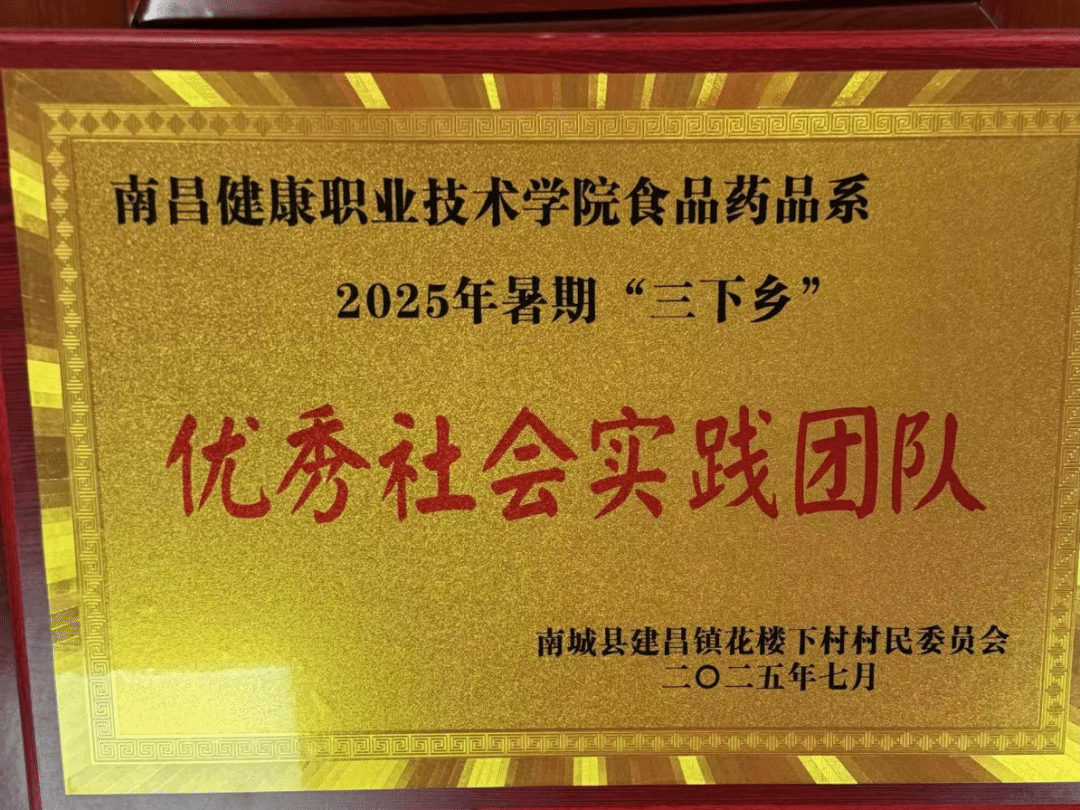 南昌健康职业技术学院食品药品系
2025年暑期“三下乡”
优秀社会实践团队
南城县建昌镇花楼下村村民委员会
二〇二五年七月